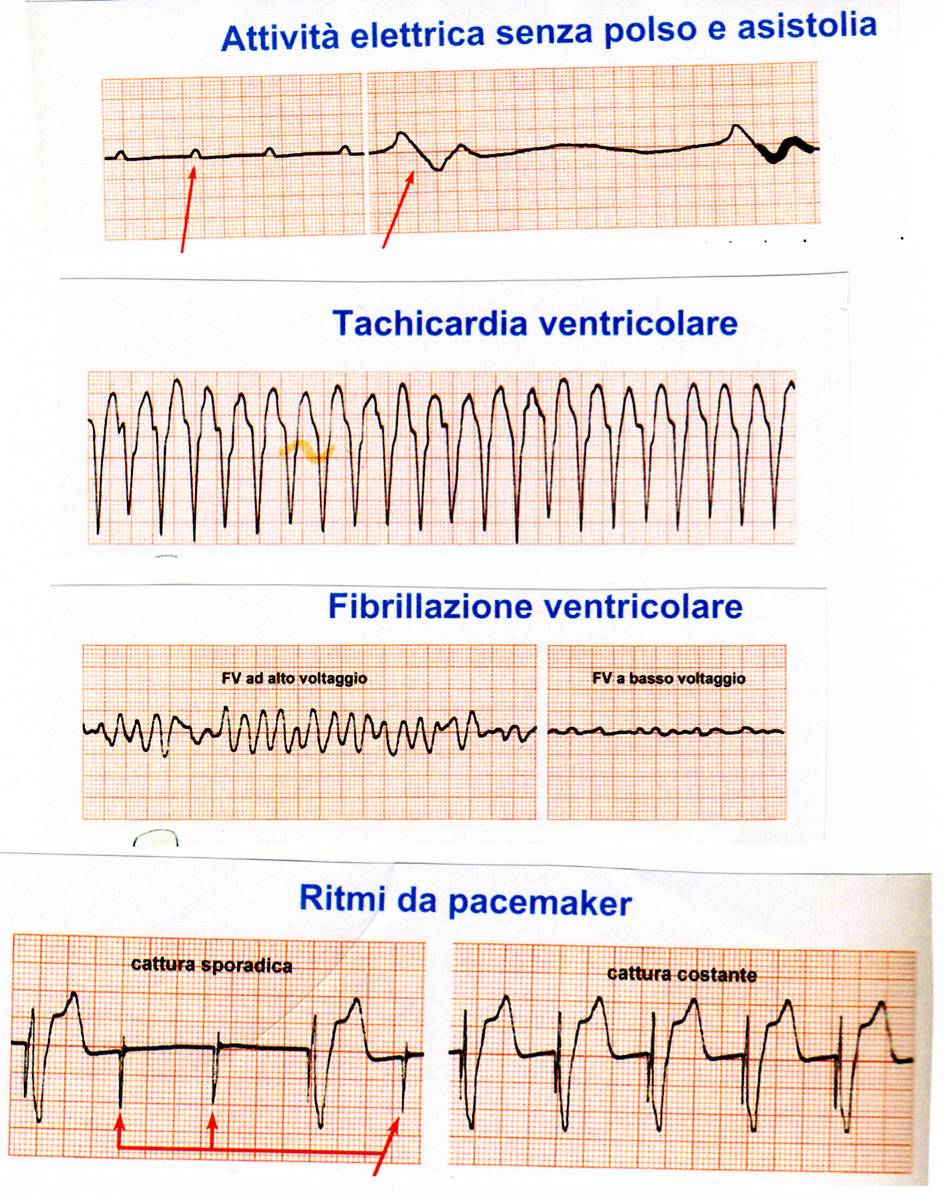 Attività elettrica senza polso e asistolia
Tachicardia ventricolare
Fibrillazione ventricolare
FV ad alto voltaggio
FV a basso voltaggio
Ritmi da pacemaker
cattura sporadica
cattura costante